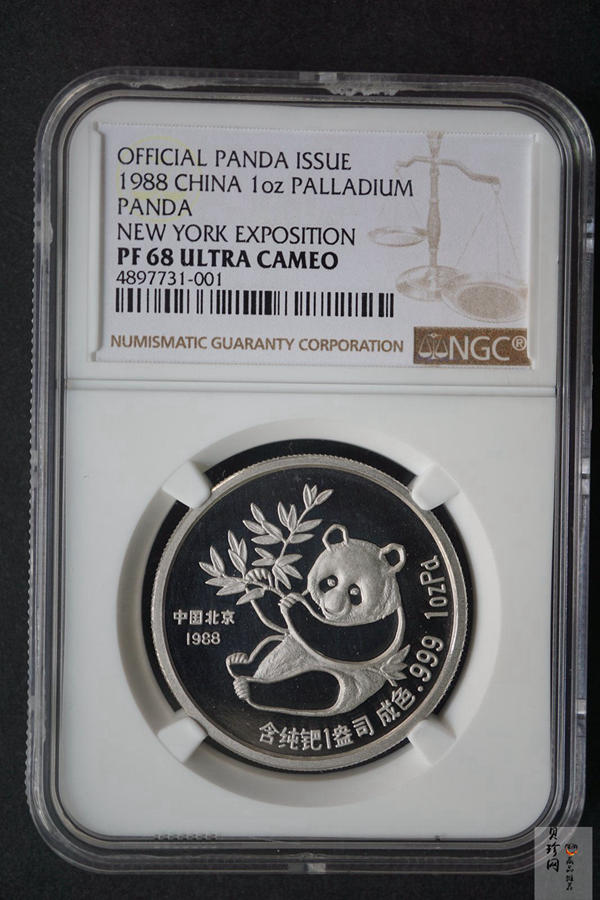 OFFICIAL PANDA ISSUE
1988 CHINA 1oz PALLADIUM
PANDA
NEW YORK EXPOSITION
PF 68 ULTRA CAMEO
4897731-001
NUMISMATIC GUARANTY CORPORATION
NGC®
中国北京
1988
含纯钯1盎司 成色.999 1ozPd
贝珍网